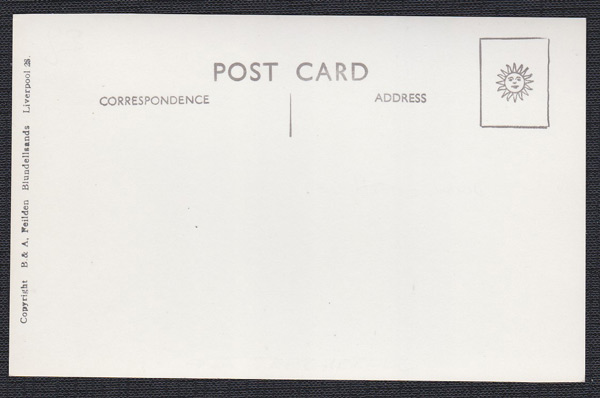 POST CARD
CORRESPONDENCE
ADDRESS
Copyright B & A. Feilden Blundellsands Liverpool 23.